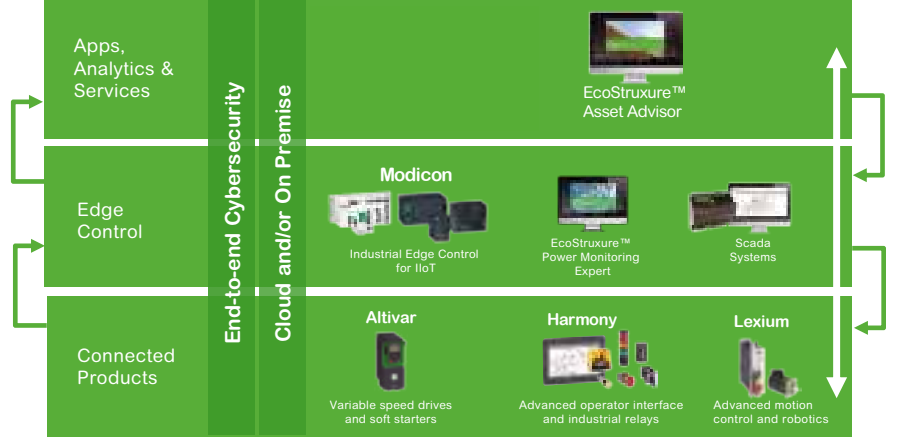 Apps,
Analytics &
Services
End-to-end Cybersecurity
Cloud and/or On Premise
EcoStruxure™
Asset Advisor
Edge
Control
Modicon
Industrial Edge Control
for IIoT
EcoStruxure™
Power Monitoring
Expert
Scada
Systems
Connected
Products
Altivar
Variable speed drives
and soft starters
Harmony
Advanced operator interface
and industrial relays
Lexium
Advanced motion
control and robotics